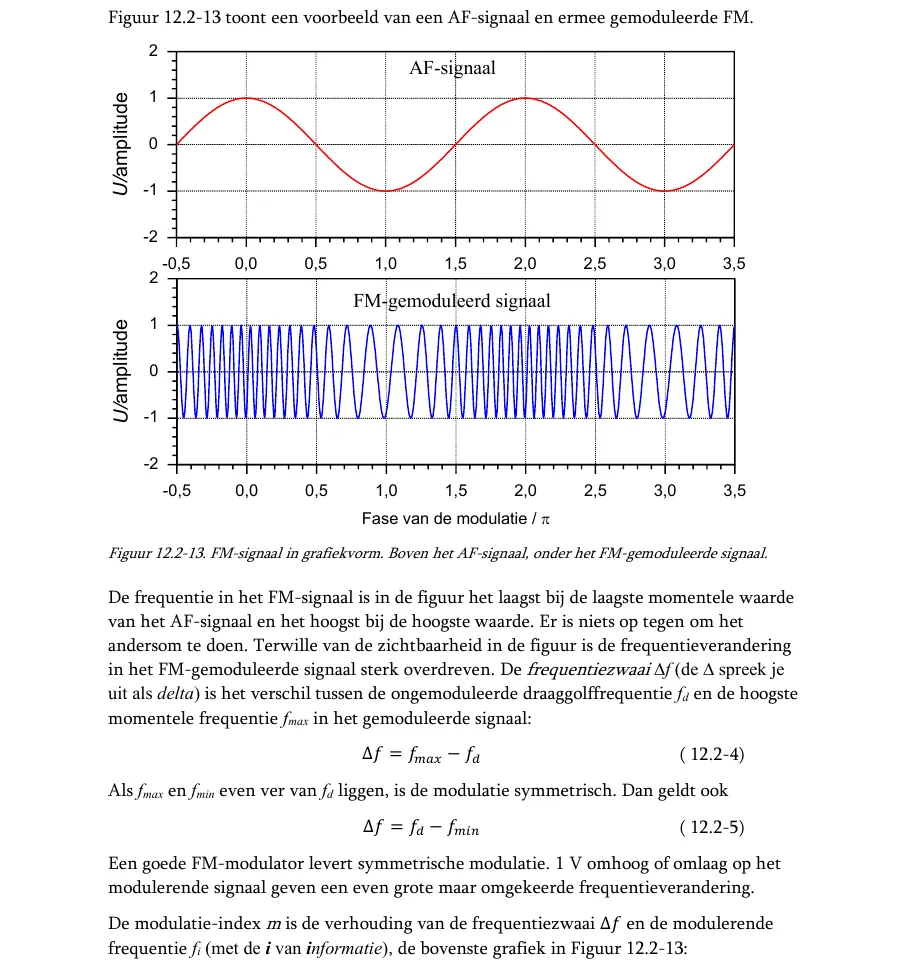 Figuur 12.2-13 toont een voorbeeld van een AF-signaal en ermee gemoduleerde FM.
AF-signaal
U/amplitude
2
1
0
-1
-2
-0,5 0,0 0,5 1,0 1,5 2,0 2,5 3,0 3,5
FM-gemoduleerd signaal
U/amplitude
2
1
0
-1
-2
-0,5 0,0 0,5 1,0 1,5 2,0 2,5 3,0 3,5
Fase van de modulatie / π
Figuur 12.2-13. FM-signaal in grafiekvorm. Boven het AF-signaal, onder het FM-gemoduleerde signaal.
De frequentie in het FM-signaal is in de figuur het laagst bij de laagste momentele waarde
van het AF-signaal en het hoogst bij de hoogste waarde. Er is niets op tegen om het
andersom te doen. Terwille van de zichtbaarheid in de figuur is de frequentieverandering
in het FM-gemoduleerde signaal sterk overdreven. De frequentiezwaai Δf (de Δ spreek je
uit als delta) is het verschil tussen de ongemoduleerde draaggolffrequentie fd en de hoogste
momentele frequentie fmax in het gemoduleerde signaal:
Δf = fmax − fd ( 12.2-4)
Als fmax en fmin even ver van fd liggen, is de modulatie symmetrisch. Dan geldt ook
Δf = fd − fmin ( 12.2-5)
Een goede FM-modulator levert symmetrische modulatie. 1 V omhoog of omlaag op het
modulerende signaal geven een even grote maar omgekeerde frequentieverandering.
De modulatie-index m is de verhouding van de frequentiezwaai Δf en de modulerende
frequentie fi (met de i van informatie), de bovenste grafiek in Figuur 12.2-13: